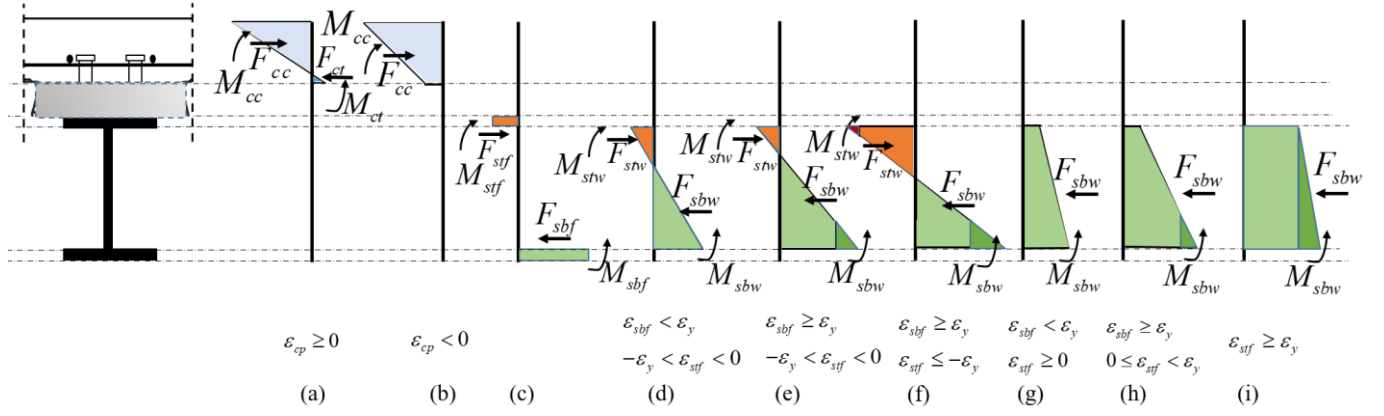 M_cc
F_cc
F_ct
M_ct
M_cc
F_cc
F_stf
M_stf
F_sbf
M_sbf
M_stw
F_stw
F_sbw
M_sbw
M_stw
F_stw
F_sbw
M_sbw
M_stw
F_stw
F_sbw
M_sbw
F_sbw
M_sbw
F_sbw
M_sbw
F_sbw
M_sbw
ε_cp ≥ 0
ε_cp < 0
ε_sbf < ε_y
−ε_y < ε_stf < 0
ε_sbf ≥ ε_y
−ε_y < ε_stf < 0
ε_sbf ≥ ε_y
ε_stf ≤ −ε_y
ε_sbf < ε_y
ε_stf ≥ 0
ε_sbf ≥ ε_y
0 ≤ ε_stf < ε_y
ε_stf ≥ ε_y
(a) (b) (c) (d) (e) (f) (g) (h) (i)